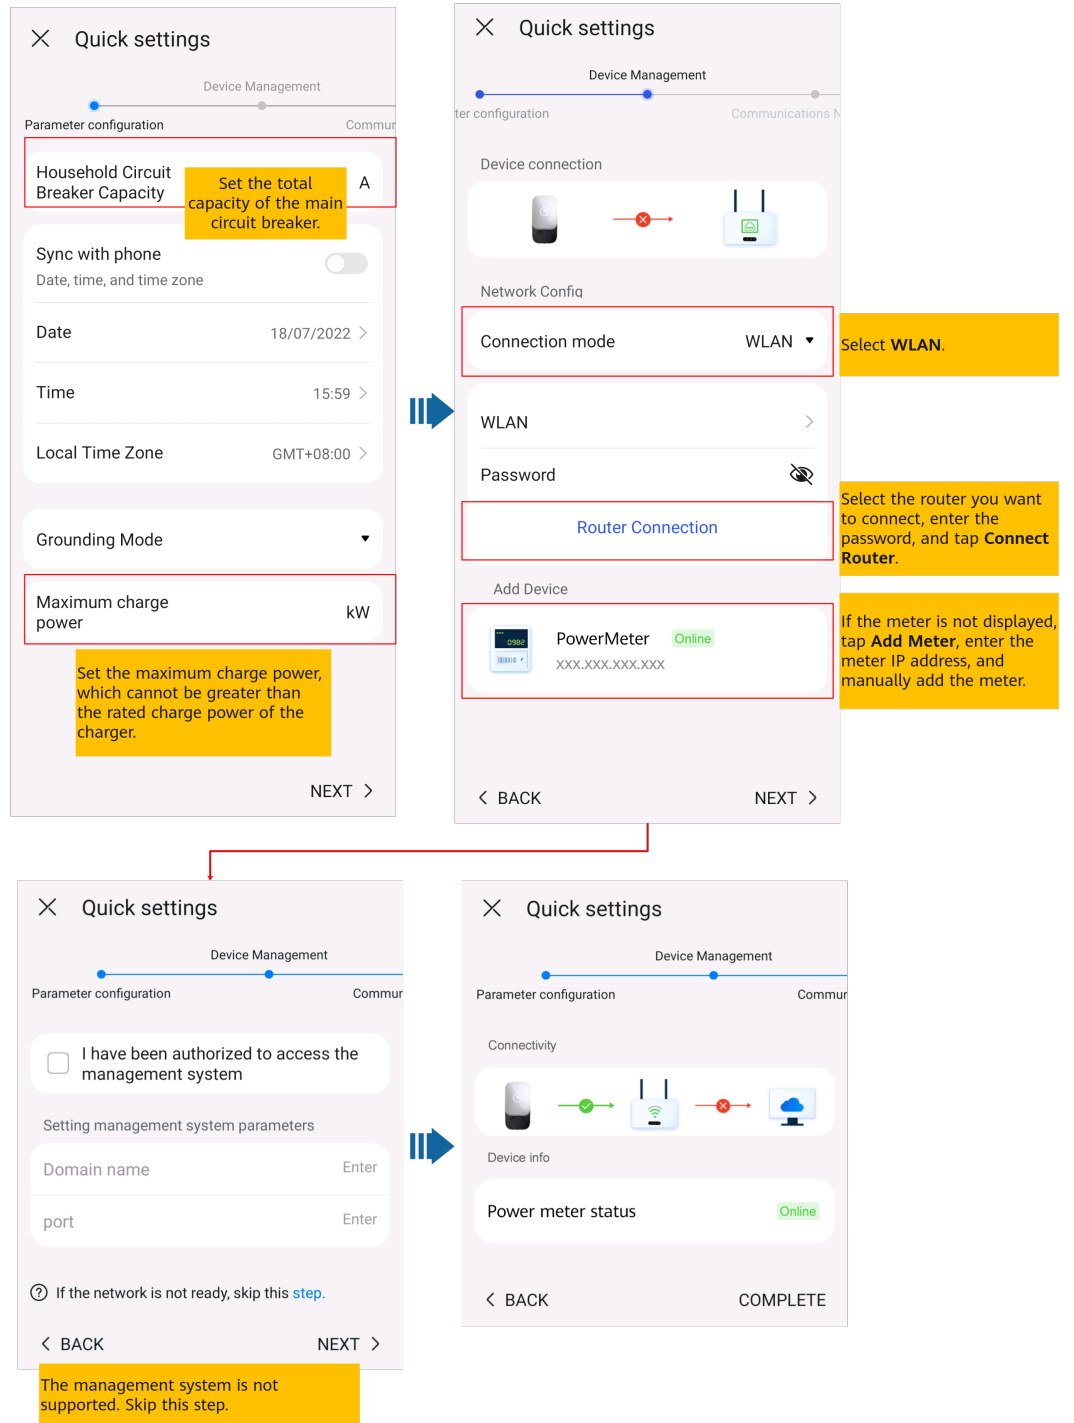 Quick settings
Device Management
Parameter configuration
Commur
Household Circuit
Breaker Capacity
A
Set the total
capacity of the main
circuit breaker.
Sync with phone
Date, time, and time zone
Date
18/07/2022
Time
15:59
Local Time Zone
GMT+08:00
Grounding Mode
Maximum charge
power
kW
Set the maximum charge power,
which cannot be greater than
the rated charge power of the
charger.
NEXT
Quick settings
Device Management
ter configuration
Communications N
Device connection
Network Config
Connection mode
WLAN
Select WLAN.
WLAN
Password
Router Connection
Select the router you want
to connect, enter the
password, and tap Connect
Router.
Add Device
0982
PowerMeter
Online
XXX.XXX.XXX.XXX
If the meter is not displayed,
tap Add Meter, enter the
meter IP address, and
manually add the meter.
BACK
NEXT
Quick settings
Device Management
Parameter configuration
Commur
I have been authorized to access the
management system
Setting management system parameters
Domain name
Enter
port
Enter
? If the network is not ready, skip this step.
BACK
NEXT
The management system is not
supported. Skip this step.
Quick settings
Device Management
Parameter configuration
Commur
Connectivity
Device info
Power meter status
Online
BACK
COMPLETE